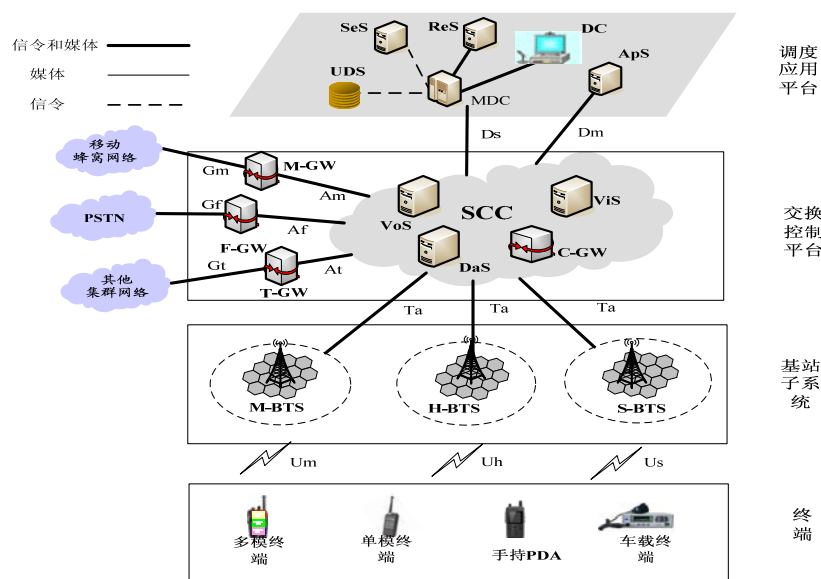 SeS
ReS
DC
信令和媒体
媒体
信令
UDS
MDC
ApS
调度
应用
平台
Ds
Dm
移动
蜂窝网络
Gm
M-GW
Am
PSTN
Gf
F-GW
Af
其他
集群网络
Gt
T-GW
At
VoS
SCC
ViS
DaS
C-GW
交换
控制
平台
Ta
Ta
Ta
M-BTS
H-BTS
S-BTS
基站
子系
统
Um
Uh
Us
多模终
端
单模终
端
手持PDA
车载终
端
终
端